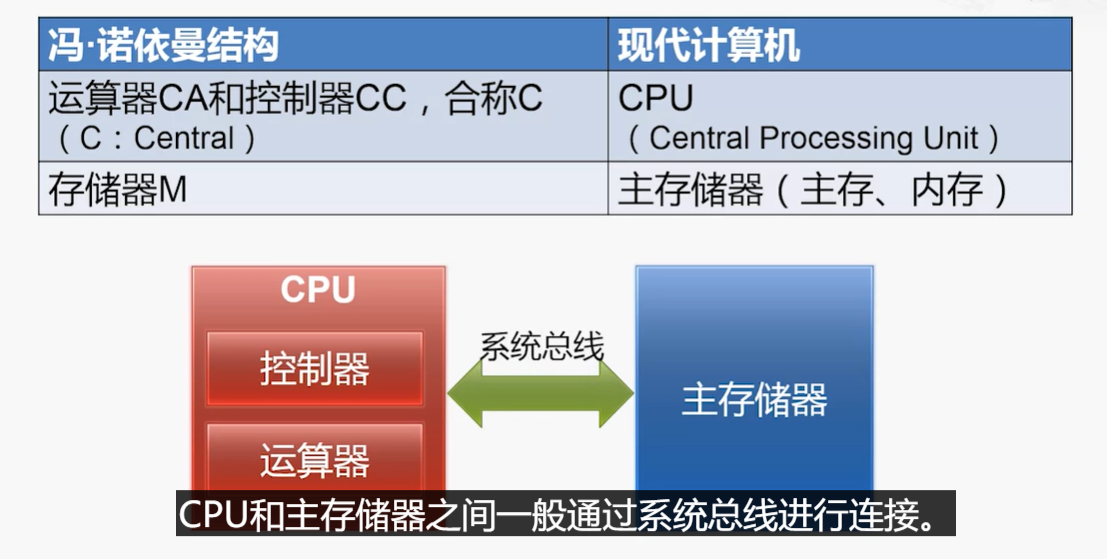 冯·诺依曼结构
现代计算机
运算器CA和控制器CC，合称C
（C：Central）
CPU
（Central Processing Unit）
存储器M
主存储器（主存、内存）
CPU
控制器
运算器
系统总线
主存储器
CPU和主存储器之间一般通过系统总线进行连接。